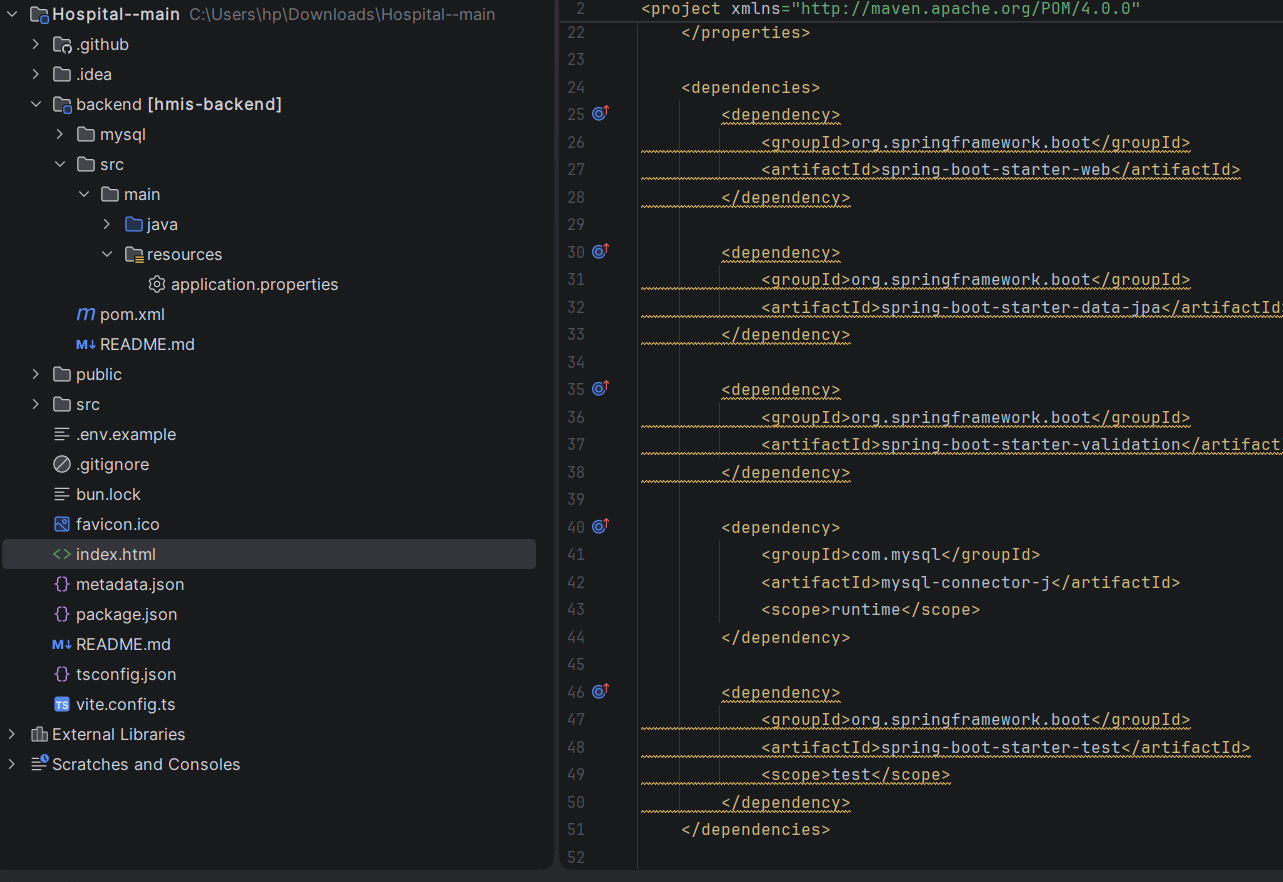 Hospital--main C:\Users\hp\Downloads\Hospital--main
.github
.idea
backend [hmis-backend]
mysql
src
main
java
resources
application.properties
pom.xml
README.md
public
src
.env.example
.gitignore
bun.lock
favicon.ico
index.html
metadata.json
package.json
README.md
tsconfig.json
vite.config.ts
External Libraries
Scratches and Consoles
2 <project xmlns="http://maven.apache.org/POM/4.0.0"
22 </properties>
23
24 <dependencies>
25 <dependency>
26 <groupId>org.springframework.boot</groupId>
27 <artifactId>spring-boot-starter-web</artifactId>
28 </dependency>
29
30 <dependency>
31 <groupId>org.springframework.boot</groupId>
32 <artifactId>spring-boot-starter-data-jpa</artifactId>
33 </dependency>
34
35 <dependency>
36 <groupId>org.springframework.boot</groupId>
37 <artifactId>spring-boot-starter-validation</artifact
38 </dependency>
39
40 <dependency>
41 <groupId>com.mysql</groupId>
42 <artifactId>mysql-connector-j</artifactId>
43 <scope>runtime</scope>
44 </dependency>
45
46 <dependency>
47 <groupId>org.springframework.boot</groupId>
48 <artifactId>spring-boot-starter-test</artifactId>
49 <scope>test</scope>
50 </dependency>
51 </dependencies>
52